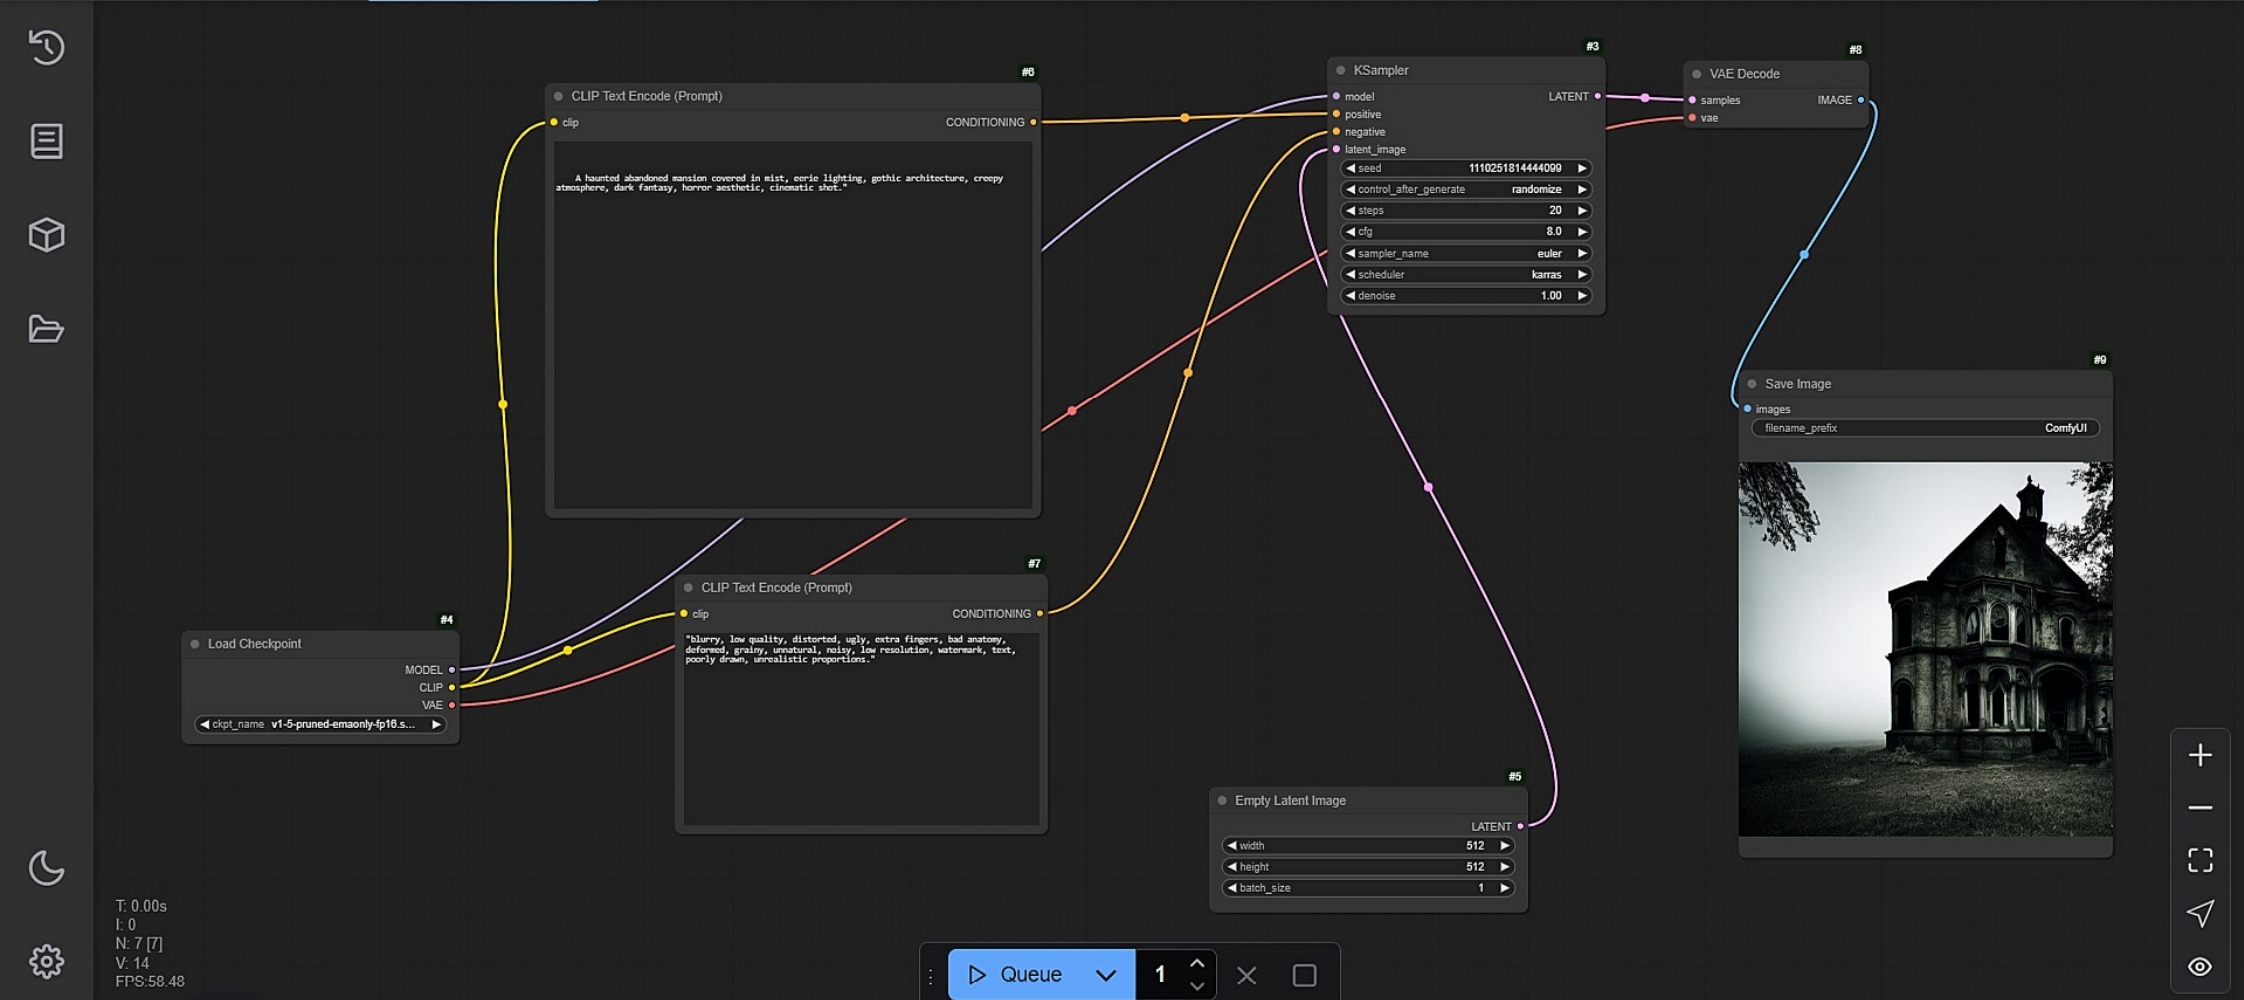 #6
CLIP Text Encode (Prompt)
clip CONDITIONING
A haunted abandoned mansion covered in mist, eerie lighting, gothic architecture, creepy
atmosphere, dark fantasy, horror aesthetic, cinematic shot."
#3
KSampler
model LATENT
positive
negative
latent_image
seed 1110251814444099
control_after_generate randomize
steps 20
cfg 8.0
sampler_name euler
scheduler karras
denoise 1.00
#8
VAE Decode
samples IMAGE
vae
#9
Save Image
images
filename_prefix ComfyUI
#7
CLIP Text Encode (Prompt)
clip CONDITIONING
"blurry, low quality, distorted, ugly, extra fingers, bad anatomy,
deformed, grainy, unnatural, noisy, low resolution, watermark, text,
poorly drawn, unrealistic proportions."
#4
Load Checkpoint
MODEL
CLIP
VAE
ckpt_name v1-5-pruned-emaonly-fp16.s...
#5
Empty Latent Image
LATENT
width 512
height 512
batch_size 1
T: 0.00s
I: 0
N: 7 [7]
V: 14
FPS:58.48
Queue 1